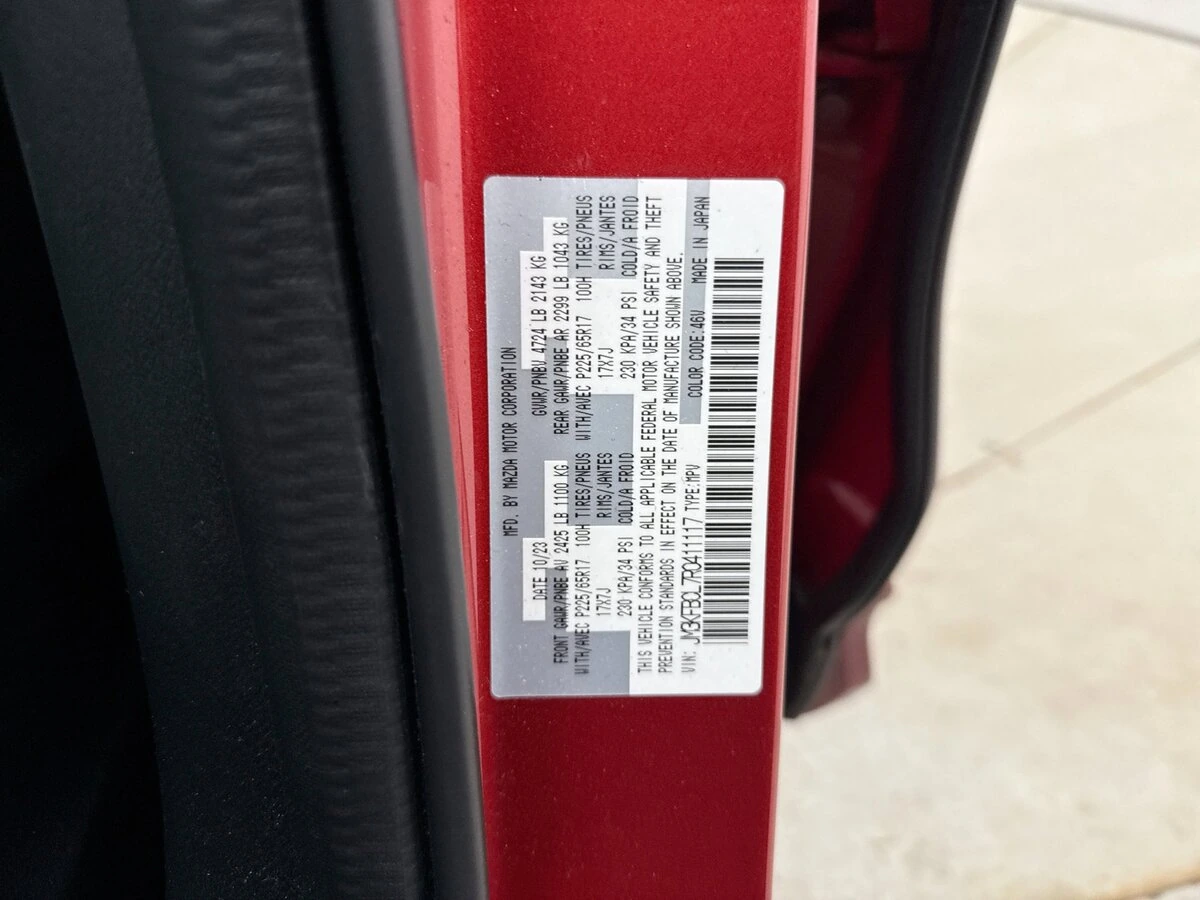 MFD. BY MAZDA MOTOR CORPORATION
DATE 10/23 GVWR/PNBV 4724 LB 2143 KG
FRONT GAWR/PNBE AV 2425 LB 1100 KG REAR GAWR/PNBE AR 2299 LB 1043 KG
WITH/AVEC P225/65R17 100H TIRES/PNEUS WITH/AVEC P225/65R17 100H TIRES/PNEUS
17X7J RIMS/JANTES 17X7J RIMS/JANTES
230 KPA/34 PSI COLD/A FROID 230 KPA/34 PSI COLD/A FROID
THIS VEHICLE CONFORMS TO ALL APPLICABLE FEDERAL MOTOR VEHICLE SAFETY AND THEFT
PREVENTION STANDARDS IN EFFECT ON THE DATE OF MANUFACTURE SHOWN ABOVE.
VIN: JM3KFBCL7R0411117 TYPE:MPV COLOR CODE:46V MADE IN JAPAN